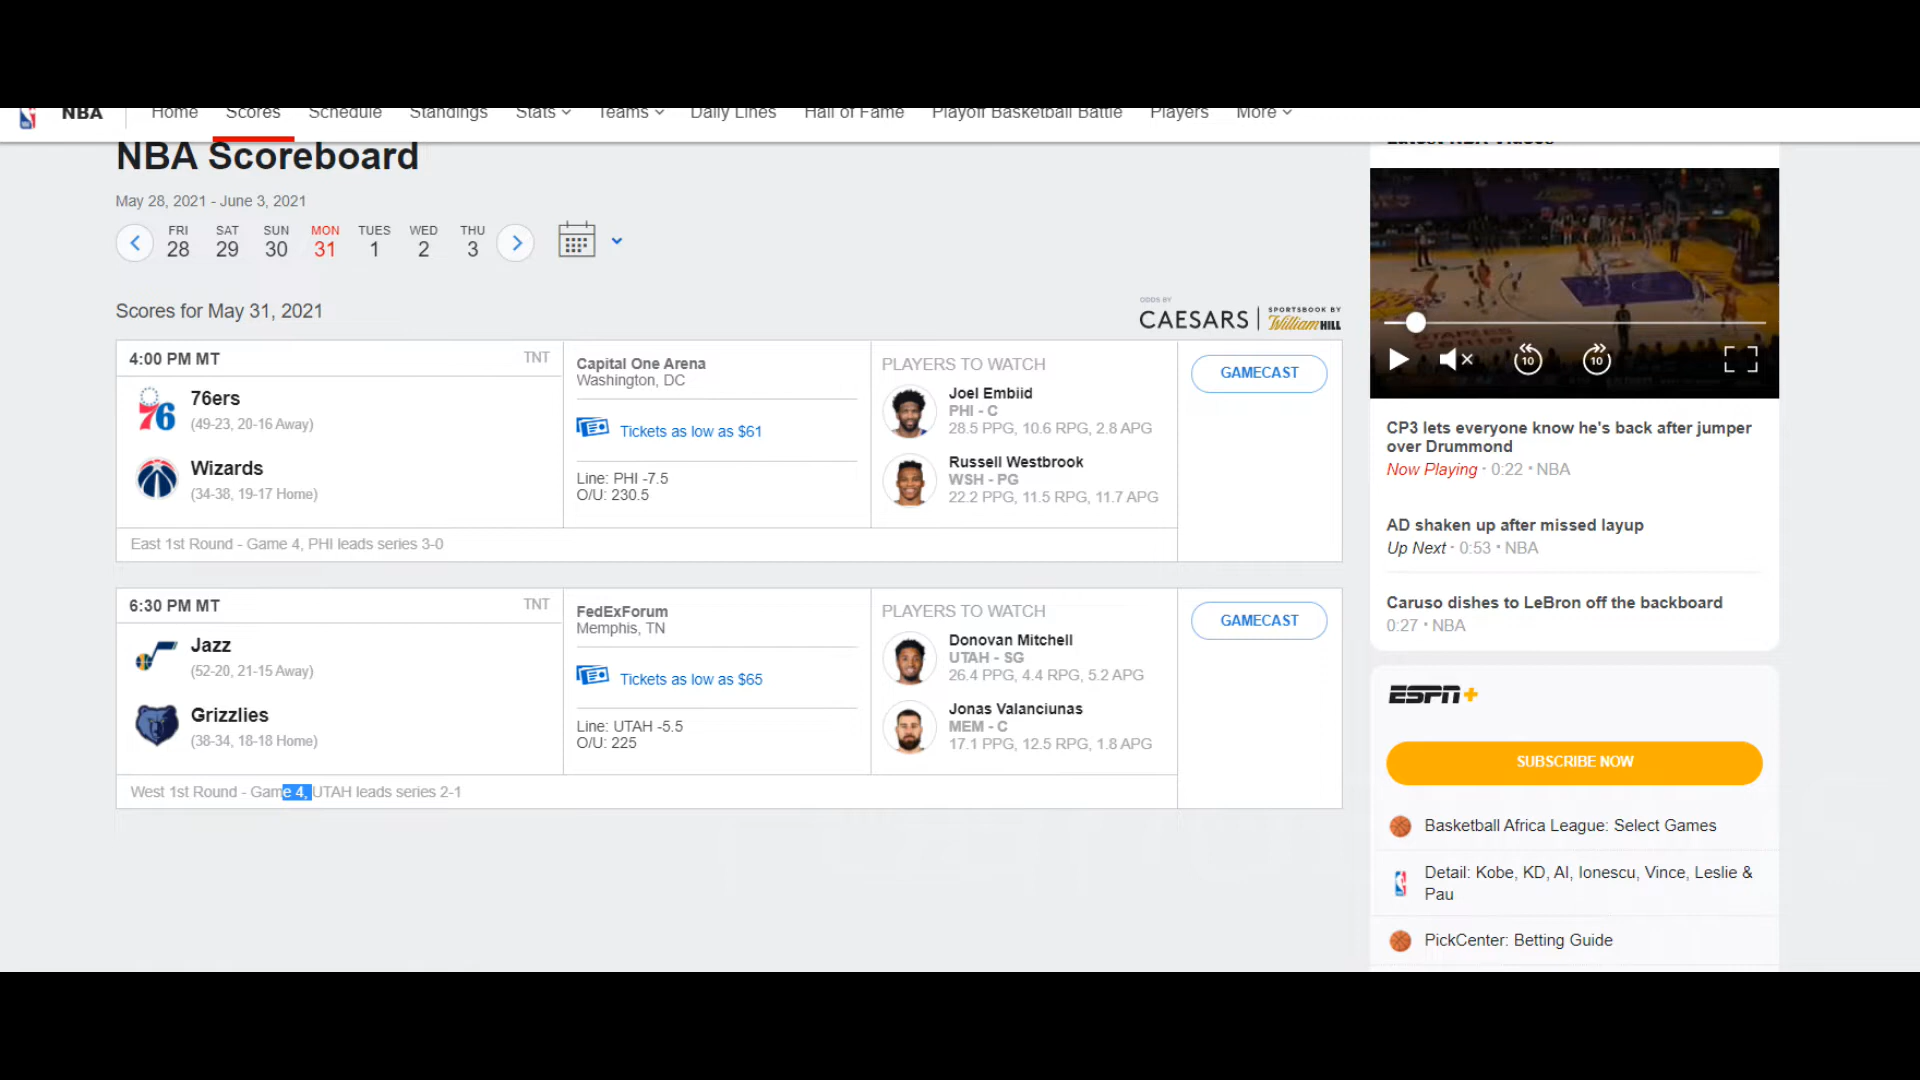 NBA
Home
Scores
Schedule
Standings
Stats
Teams
Daily Lines
Hall of Fame
Playoff Basketball Battle
Players
More
NBA Scoreboard
May 28, 2021 - June 3, 2021
FRI
28
SAT
29
SUN
30
MON
31
TUES
1
WED
2
THU
3
Scores for May 31, 2021
ODDS BY
CAESARS
SPORTSBOOK BY
William HILL
4:00 PM MT
TNT
76ers
(49-23, 20-16 Away)
Wizards
(34-38, 19-17 Home)
Capital One Arena
Washington, DC
Tickets as low as $61
Line: PHI -7.5
O/U: 230.5
PLAYERS TO WATCH
Joel Embiid
PHI - C
28.5 PPG, 10.6 RPG, 2.8 APG
Russell Westbrook
WSH - PG
22.2 PPG, 11.5 RPG, 11.7 APG
GAMECAST
East 1st Round - Game 4, PHI leads series 3-0
6:30 PM MT
TNT
Jazz
(52-20, 21-15 Away)
Grizzlies
(38-34, 18-18 Home)
FedExForum
Memphis, TN
Tickets as low as $65
Line: UTAH -5.5
O/U: 225
PLAYERS TO WATCH
Donovan Mitchell
UTAH - SG
26.4 PPG, 4.4 RPG, 5.2 APG
Jonas Valanciunas
MEM - C
17.1 PPG, 12.5 RPG, 1.8 APG
GAMECAST
West 1st Round - Game 4, UTAH leads series 2-1
Latest NBA Videos
10
10
CP3 lets everyone know he's back after jumper
over Drummond
Now Playing · 0:22 · NBA
AD shaken up after missed layup
Up Next · 0:53 · NBA
Caruso dishes to LeBron off the backboard
0:27 · NBA
ESPN+
SUBSCRIBE NOW
Basketball Africa League: Select Games
Detail: Kobe, KD, AI, Ionescu, Vince, Leslie &
Pau
PickCenter: Betting Guide